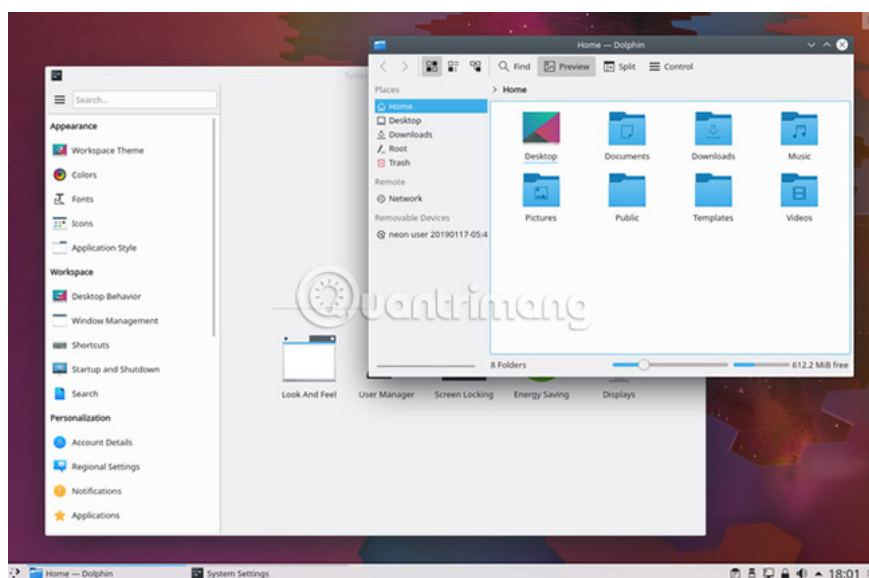 Home — Dolphin
Find
Preview
Split
Control
Places
Home
Desktop
Downloads
Root
Trash
Remote
Network
Removable Devices
neon user 20190117-05:4
> Home
Desktop
Documents
Downloads
Music
Pictures
Public
Templates
Videos
8 Folders
612.2 MiB free
Search...
Appearance
Workspace Theme
Colors
Fonts
Icons
Application Style
Workspace
Desktop Behavior
Window Management
Shortcuts
Startup and Shutdown
Search
Personalization
Account Details
Regional Settings
Notifications
Applications
Look And Feel
User Manager
Screen Locking
Energy Saving
Displays
Quantrimang
Home — Dolphin
System Settings
18:01